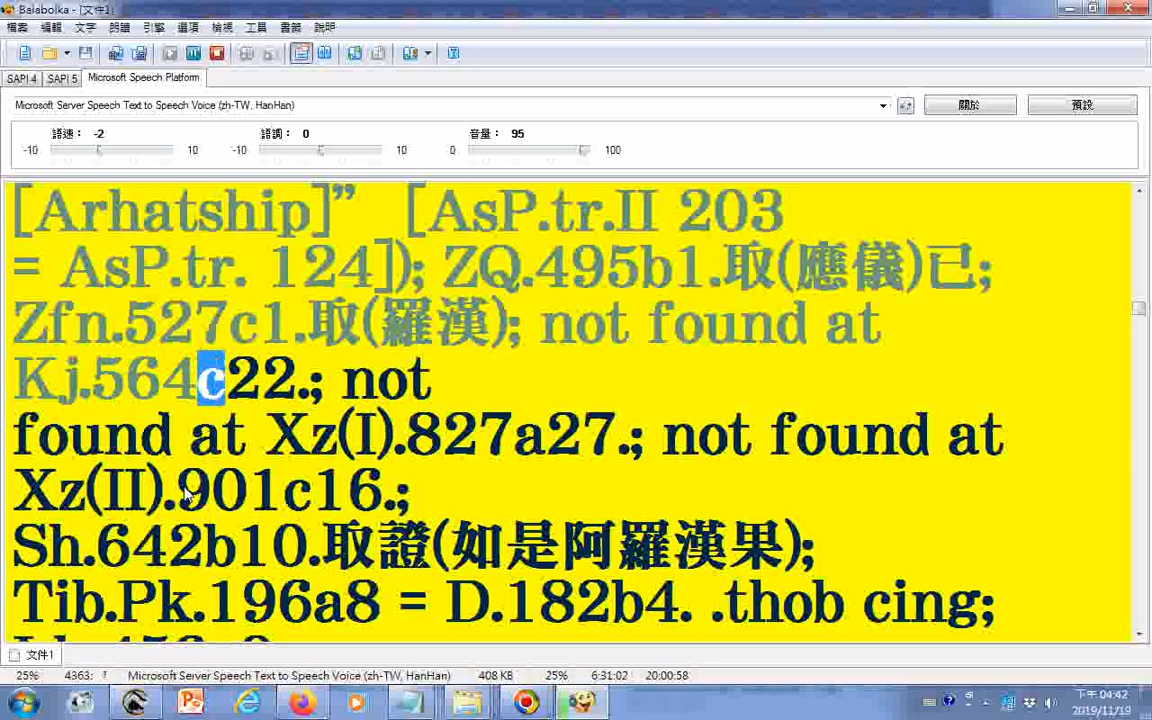 Balabolka - [文件1]
檔案 編輯 文字 朗讀 引擎 選項 檢視 工具 書籤 說明
SAPI 4 SAPI 5 Microsoft Speech Platform
Microsoft Server Speech Text to Speech Voice (zh-TW, HanHan) 關於 預設
語速： -2 語調： 0 音量： 95
-10 10 -10 10 0 100
[Arhatship]” [AsP.tr.II 203
= AsP.tr. 124]); ZQ.495b1.取(應儀)已;
Zfn.527c1.取(羅漢); not found at
Kj.564c22.; not
found at Xz(I).827a27.; not found at
Xz(II).901c16.;
Sh.642b10.取證(如是阿羅漢果);
Tib.Pk.196a8 = D.182b4. .thob cing;
文件1
25% 4363: Microsoft Server Speech Text to Speech Voice (zh-TW, HanHan) 408 KB 25% 6:31:02 20:00:58
下午 04:42
2019/11/19